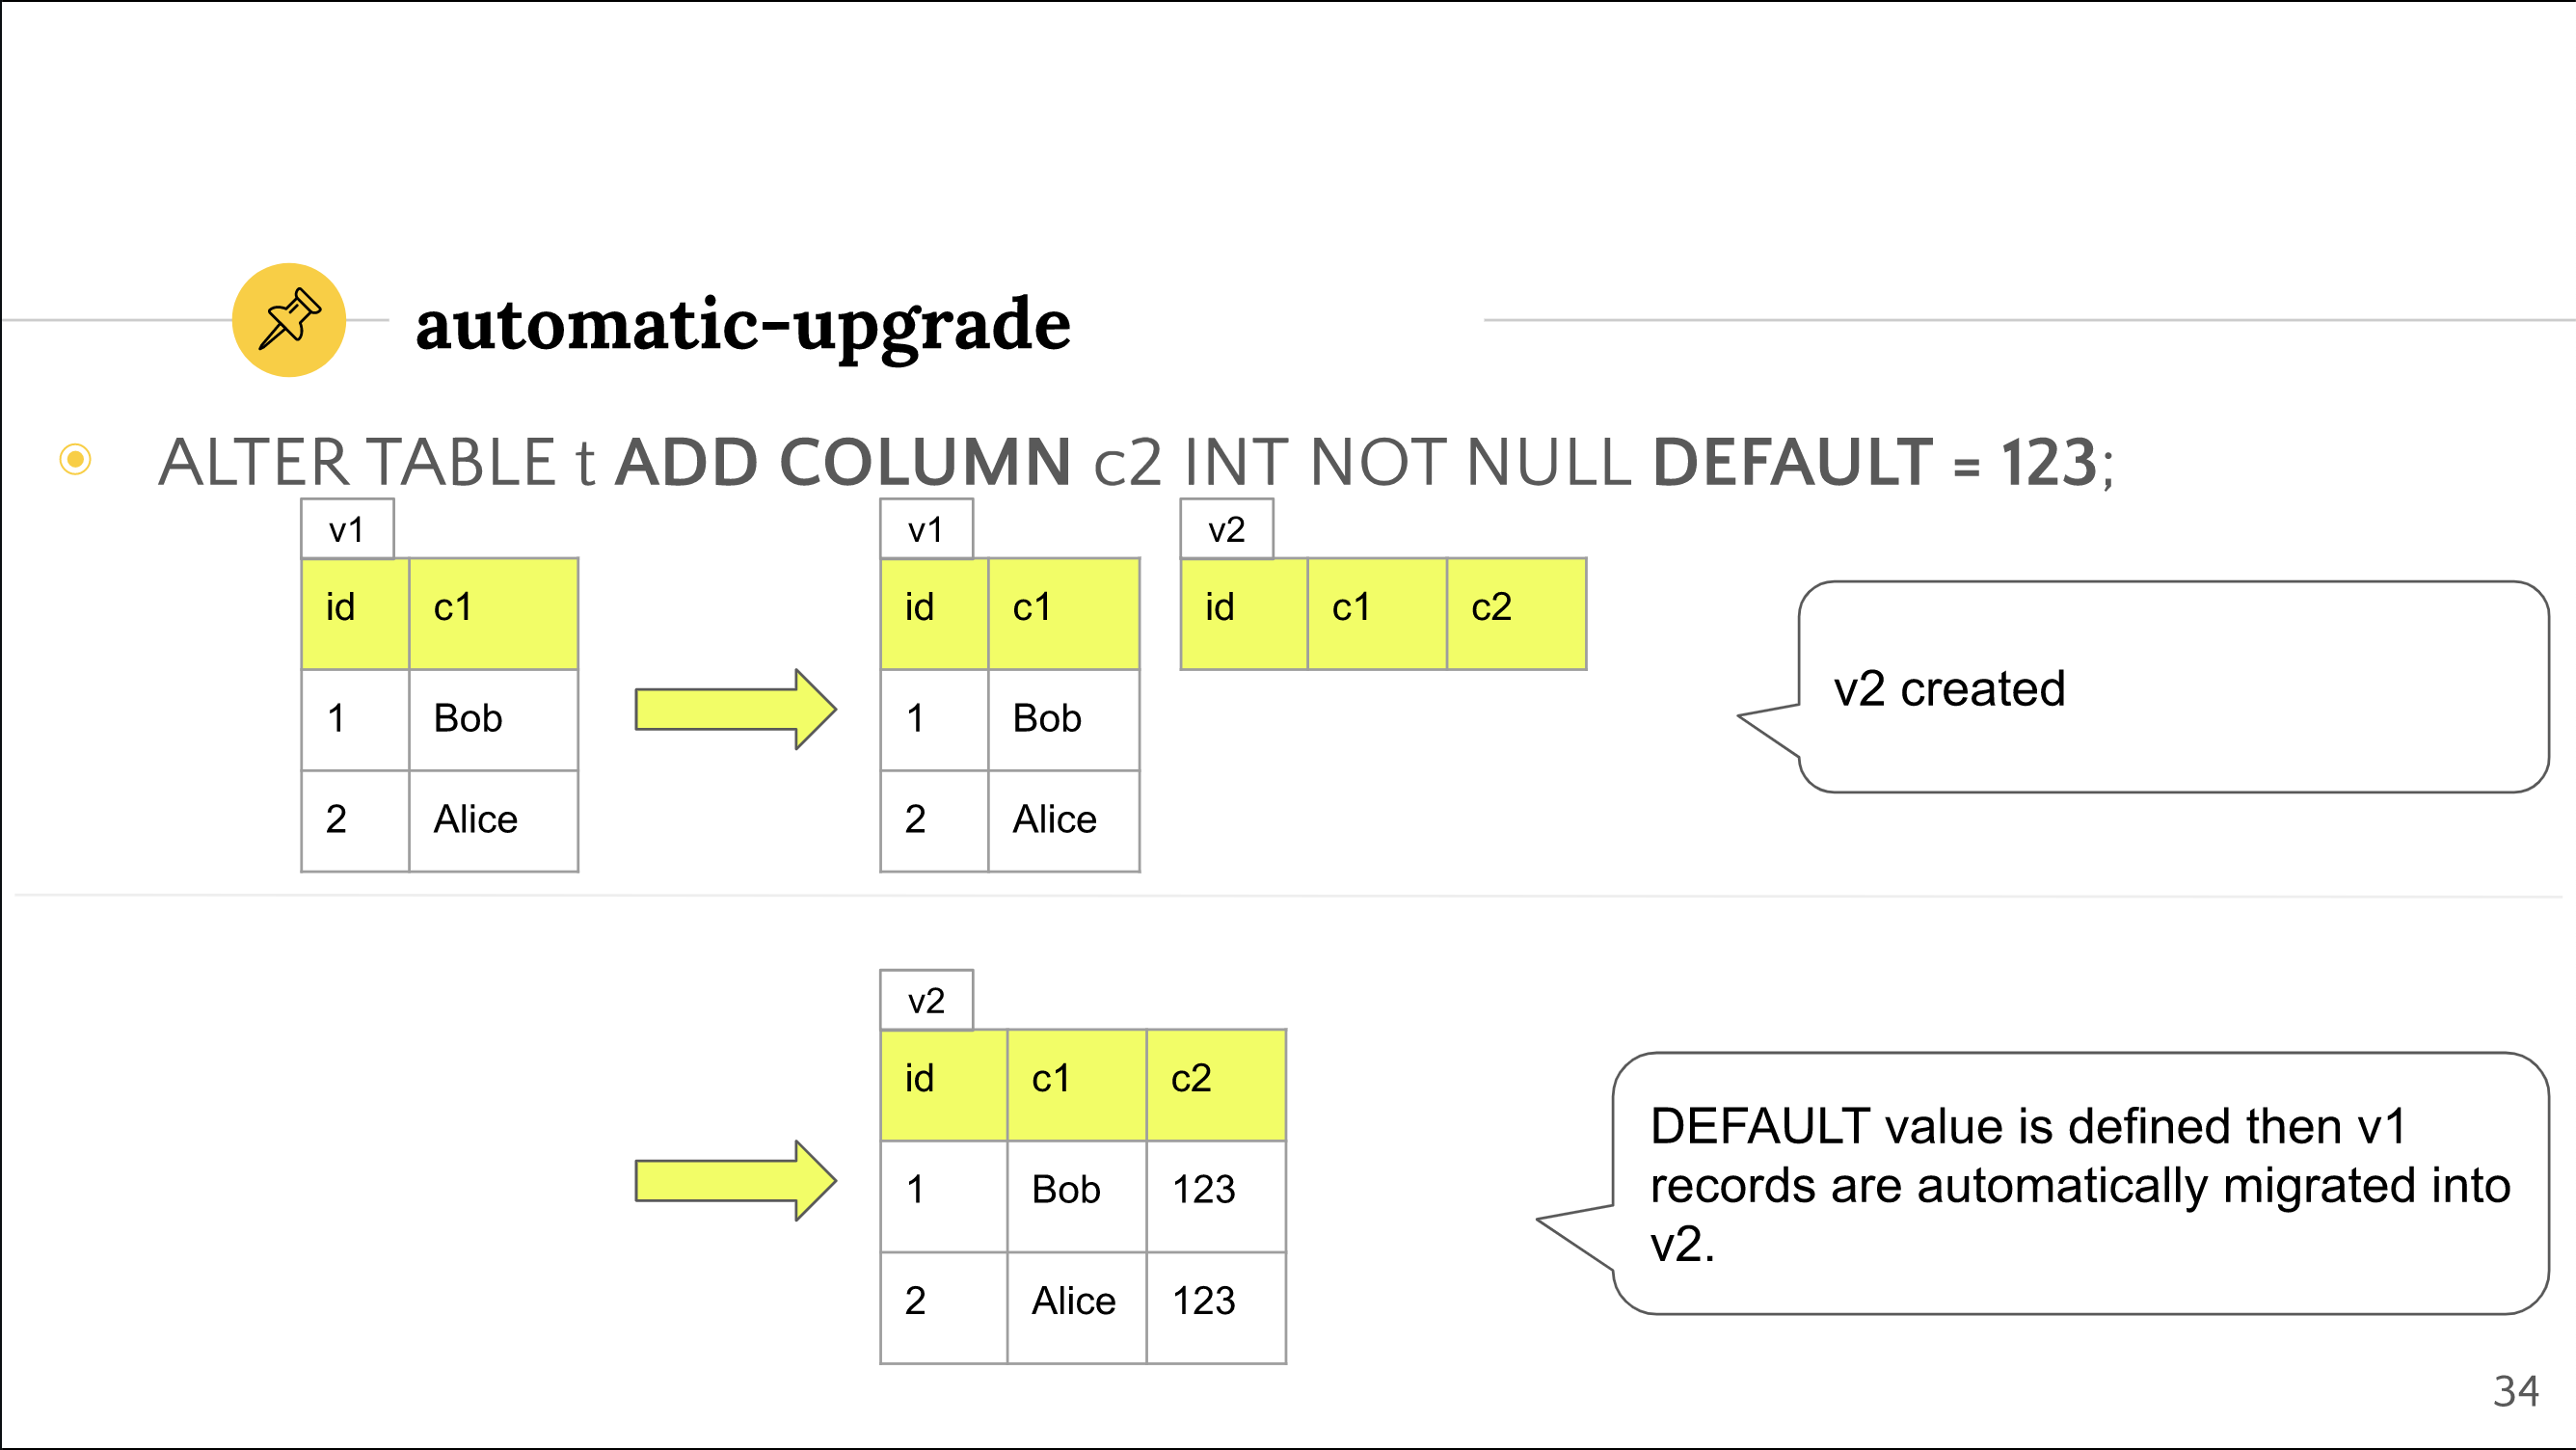 automatic-upgrade
ALTER TABLE t ADD COLUMN c2 INT NOT NULL DEFAULT = 123;
v1
id c1
1 Bob
2 Alice
v1
id c1
1 Bob
2 Alice
v2
id c1 c2
v2 created
v2
id c1 c2
1 Bob 123
2 Alice 123
DEFAULT value is defined then v1
records are automatically migrated into
v2.
34